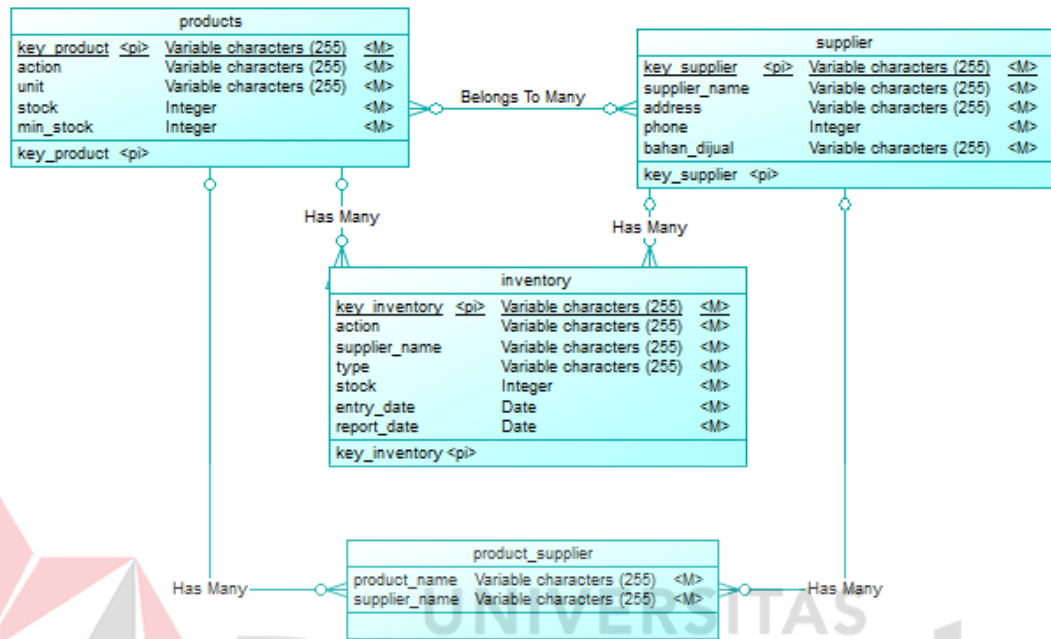 products
key_product <pi> Variable characters (255) <M>
action Variable characters (255) <M>
unit Variable characters (255) <M>
stock Integer <M>
min_stock Integer <M>
key_product <pi>
supplier
key_supplier <pi> Variable characters (255) <M>
supplier_name Variable characters (255) <M>
address Variable characters (255) <M>
phone Integer <M>
bahan_dijual Variable characters (255) <M>
key_supplier <pi>
Belongs To Many
Has Many
Has Many
inventory
key_inventory <pi> Variable characters (255) <M>
action Variable characters (255) <M>
supplier_name Variable characters (255) <M>
type Variable characters (255) <M>
stock Integer <M>
entry_date Date <M>
report_date Date <M>
key_inventory <pi>
product_supplier
product_name Variable characters (255) <M>
supplier_name Variable characters (255) <M>
Has Many
Has Many
UNIVERSITAS